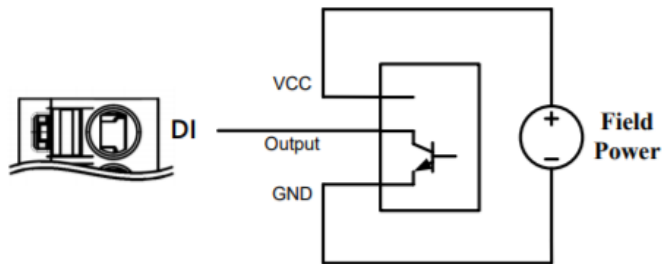 VCC
DI
Output
GND
+
Field
Power
−